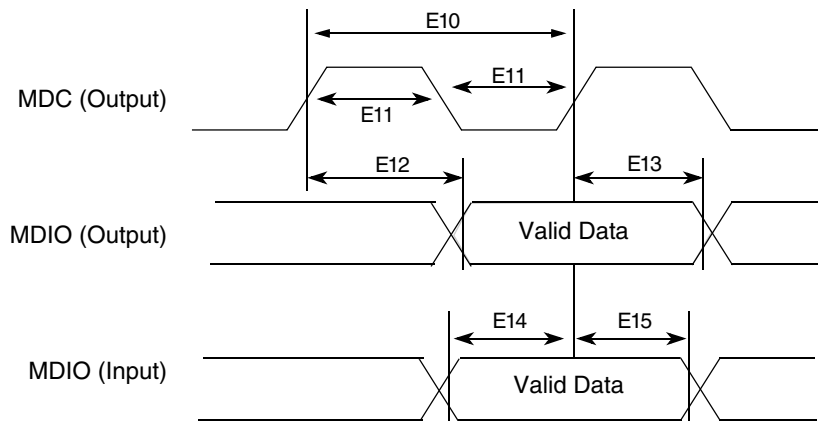 E10
MDC (Output)
E11
E11
E12
E13
MDIO (Output)
Valid Data
E14
E15
MDIO (Input)
Valid Data